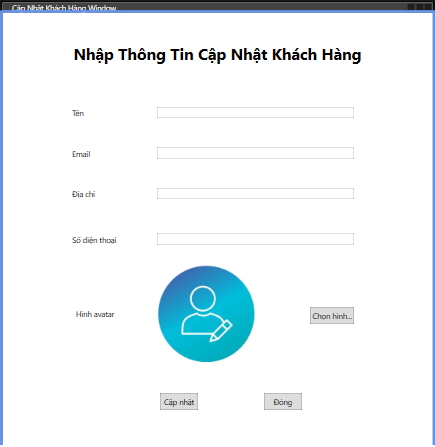 Cập Nhật Khách Hàng Window
Nhập Thông Tin Cập Nhật Khách Hàng
Tên
Email
Địa chỉ
Số điện thoại
Hình avatar
Chọn hình...
Cập nhật
Đóng